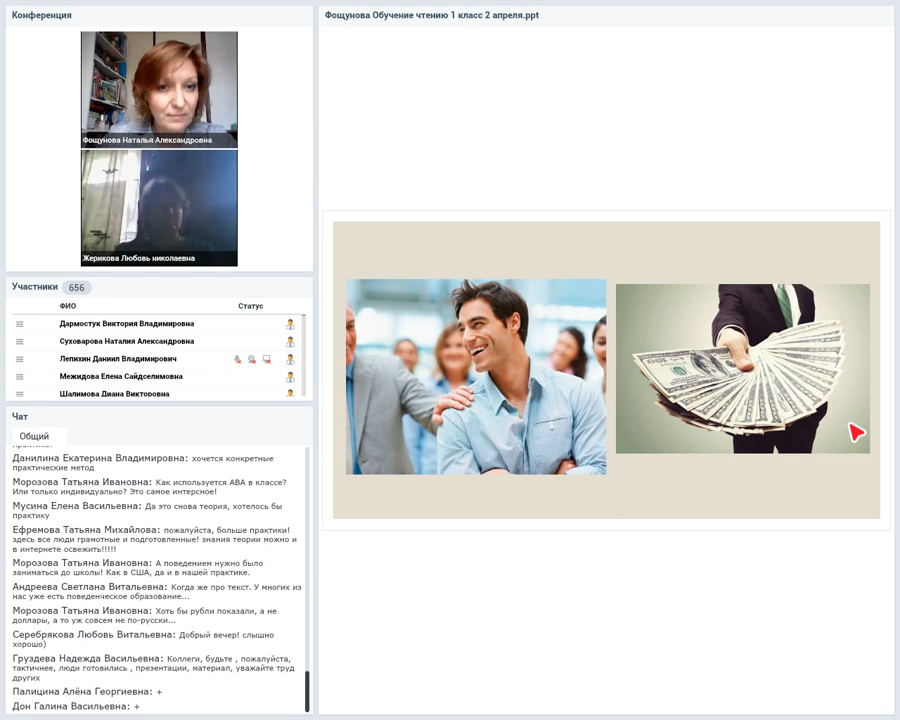 Конференция
Фощунова Наталья Александровна
Жерикова Любовь николаевна
Участники 656
ФИО Статус
Дармостук Виктория Владимировна
Суховарова Наталия Александровна
Лепихин Даниил Владимирович
Межидова Елена Сайдселимовна
Шалимова Диана Викторовна
Чат
Общий
Данилина Екатерина Владимировна: хочется конкретные
практические метод
Морозова Татьяна Ивановна: Как используется АВА в классе?
Или только индивидуально? Это самое интерсное!
Мусина Елена Васильевна: Да это снова теория, хотелось бы
практику
Ефремова Татьяна Михайлова: пожалуйста, больше практики!
здесь все люди грамотные и подготовленные! знания теории можно и
в интернете освежить!!!!!
Морозова Татьяна Ивановна: А поведением нужно было
заниматься до школы! Как в США, да и в нашей практике.
Андреева Светлана Витальевна: Когда же про текст. У многих из
нас уже есть поведенческое образование...
Морозова Татьяна Ивановна: Хоть бы рубли показали, а не
доллары, а то уж совсем не по-русски...
Серебрякова Любовь Витальевна: Добрый вечер! слышно
хорошо)
Груздева Надежда Васильевна: Коллеги, будьте , пожалуйста,
тактичнее, люди готовились , презентации, материал, уважайте труд
других
Палицина Алёна Георгиевна: +
Дон Галина Васильевна: +
Фощунова Обучение чтению 1 класс 2 апреля.ppt